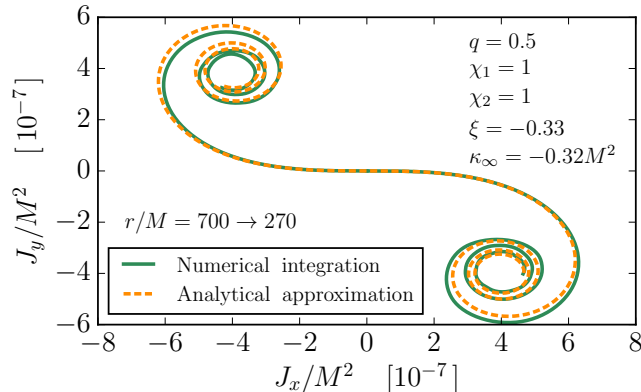 6
4
2
0
−2
−4
−6
J_y/M^2 [10^{-7}]
q = 0.5
χ_1 = 1
χ_2 = 1
ξ = −0.33
κ_∞ = −0.32M^2
r/M = 700 → 270
Numerical integration
Analytical approximation
−8 −6 −4 −2 0 2 4 6 8
J_x/M^2 [10^{-7}]